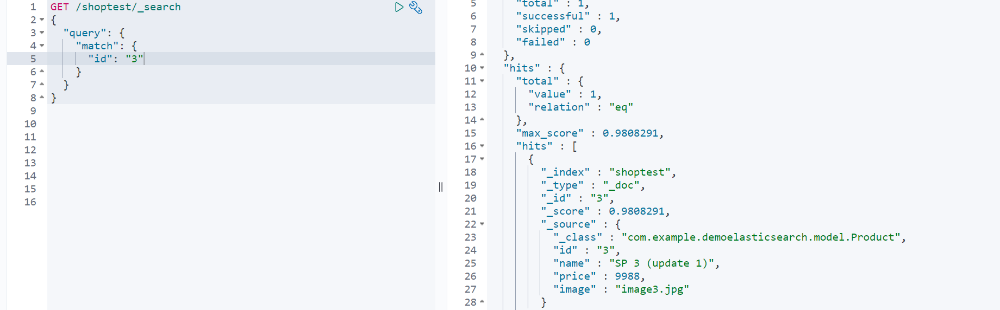 1 GET /shoptest/_search
2 {
3 "query": {
4 "match": {
5 "id": "3"
6 }
7 }
8 }
9
10
11
12
13
14
15
16
5 "total" : 1,
6 "successful" : 1,
7 "skipped" : 0,
8 "failed" : 0
9 },
10 "hits" : {
11 "total" : {
12 "value" : 1,
13 "relation" : "eq"
14 },
15 "max_score" : 0.9808291,
16 "hits" : [
17 {
18 "_index" : "shoptest",
19 "_type" : "_doc",
20 "_id" : "3",
21 "_score" : 0.9808291,
22 "_source" : {
23 "_class" : "com.example.demoelasticsearch.model.Product",
24 "id" : "3",
25 "name" : "SP 3 (update 1)",
26 "price" : 9988,
27 "image" : "image3.jpg"
28 }